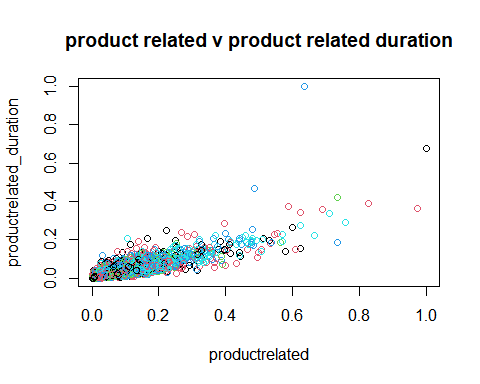 product related v product related duration
productrelated_duration
1.0
0.8
0.6
0.4
0.2
0.0
0.0 0.2 0.4 0.6 0.8 1.0
productrelated